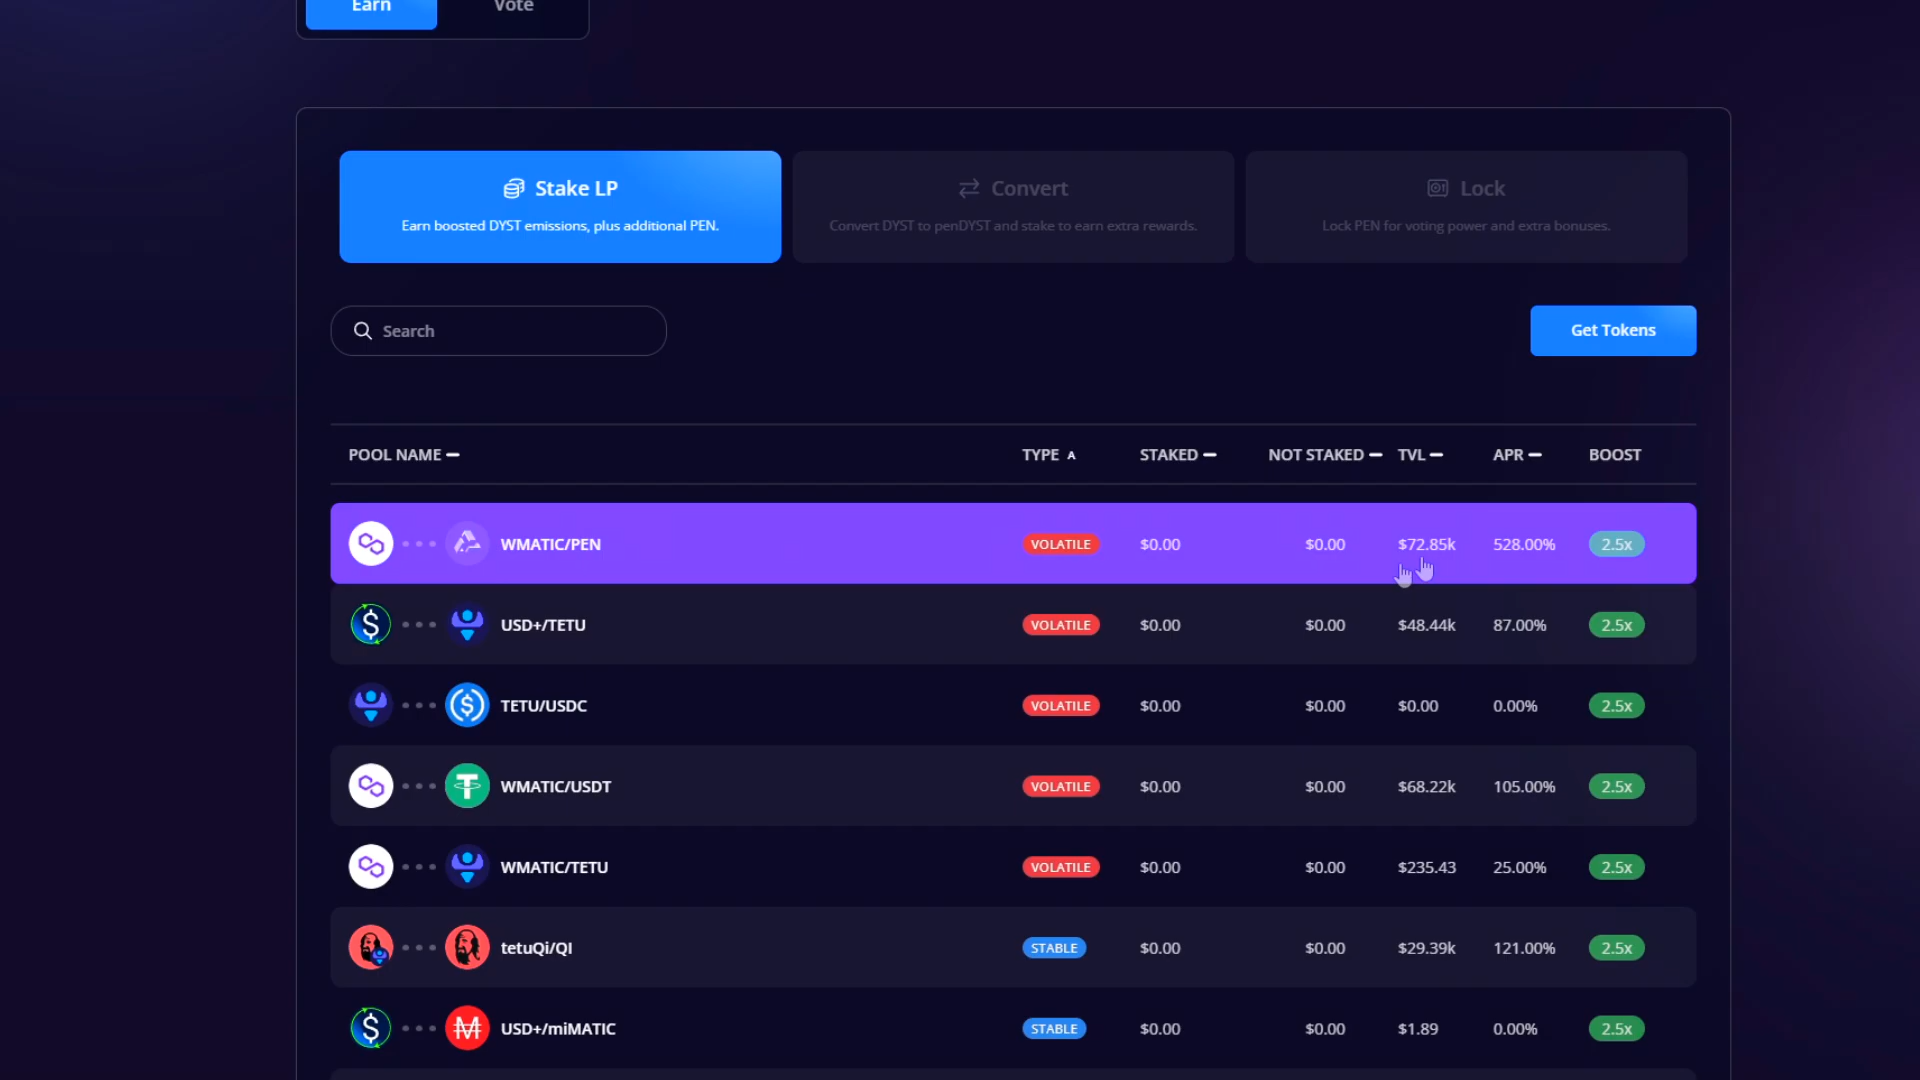 Earn Vote
Stake LP
Earn boosted DYST emissions, plus additional PEN.
Convert
Convert DYST to penDYST and stake to earn extra rewards.
Lock
Lock PEN for voting power and extra bonuses.
Search
Get Tokens
POOL NAME TYPE STAKED NOT STAKED TVL APR BOOST
WMATIC/PEN VOLATILE $0.00 $0.00 $72.85k 528.00% 2.5x
USD+/TETU VOLATILE $0.00 $0.00 $48.44k 87.00% 2.5x
TETU/USDC VOLATILE $0.00 $0.00 $0.00 0.00% 2.5x
WMATIC/USDT VOLATILE $0.00 $0.00 $68.22k 105.00% 2.5x
WMATIC/TETU VOLATILE $0.00 $0.00 $235.43 25.00% 2.5x
tetuQi/QI STABLE $0.00 $0.00 $29.39k 121.00% 2.5x
USD+/miMATIC STABLE $0.00 $0.00 $1.89 0.00% 2.5x